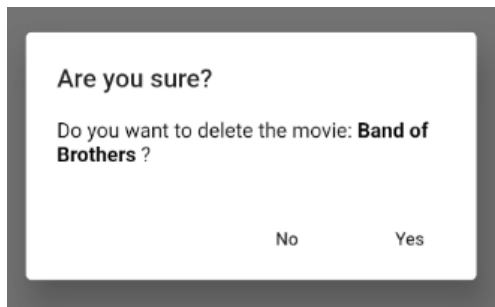 Are you sure?
Do you want to delete the movie: Band of
Brothers ?
No Yes